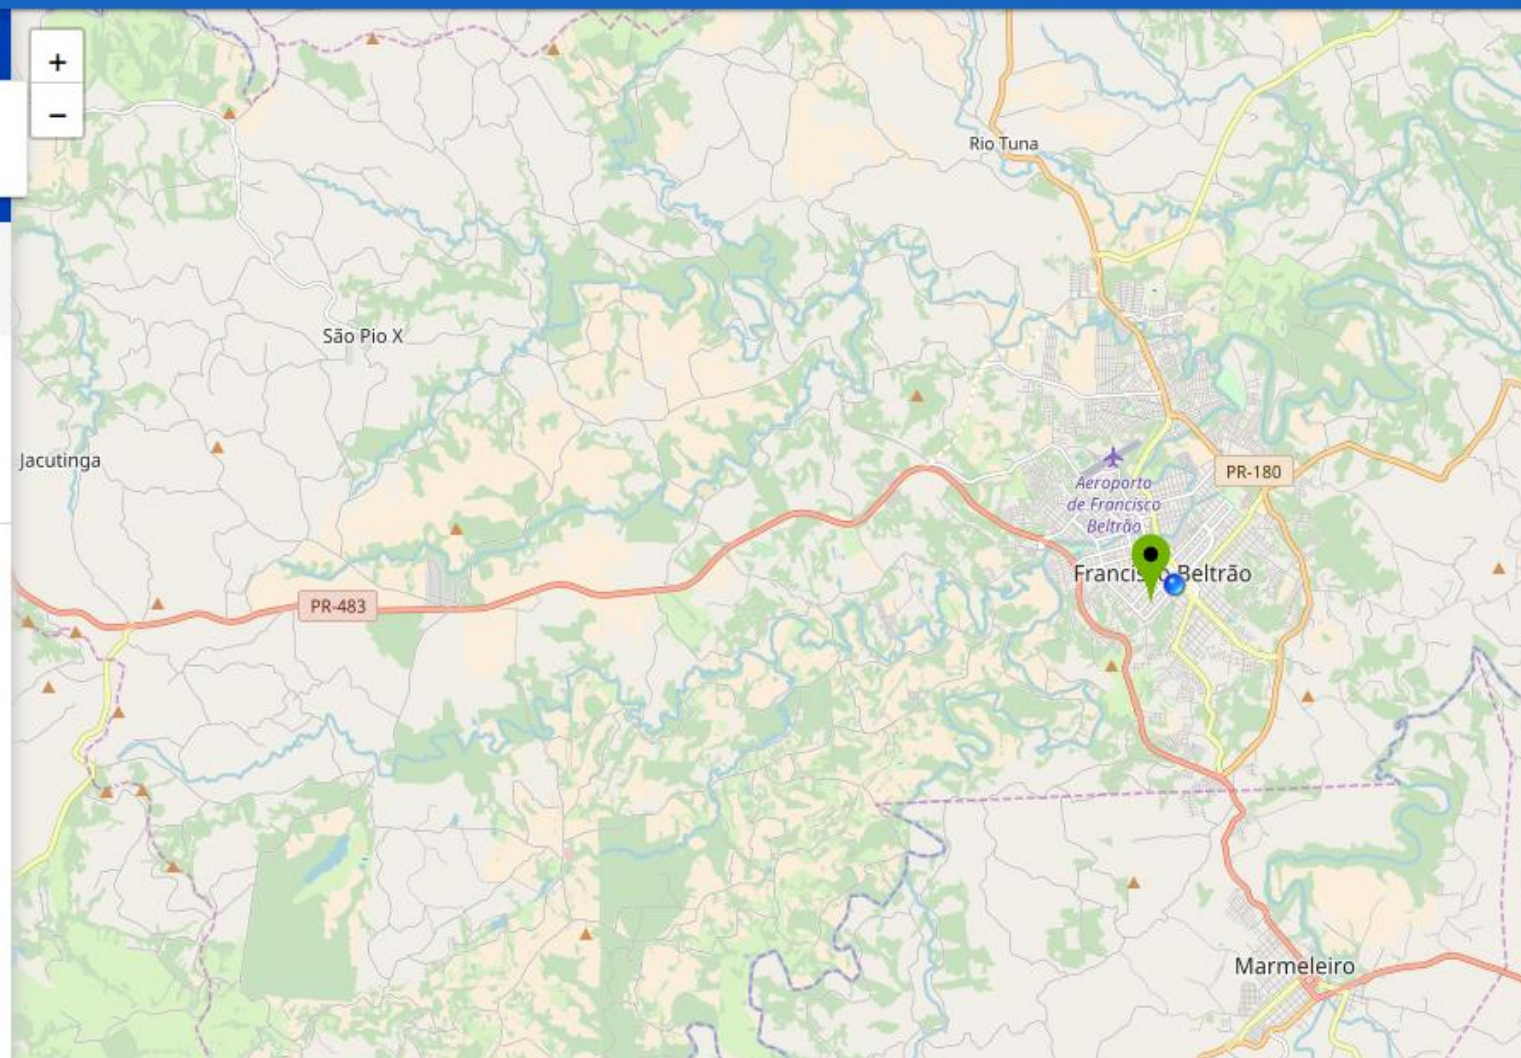 +
−
Rio Tuna
São Pio X
Jacutinga
PR-180
Aeroporto
de Francisco
Beltrão
Francisco Beltrão
PR-483
Marmeleiro